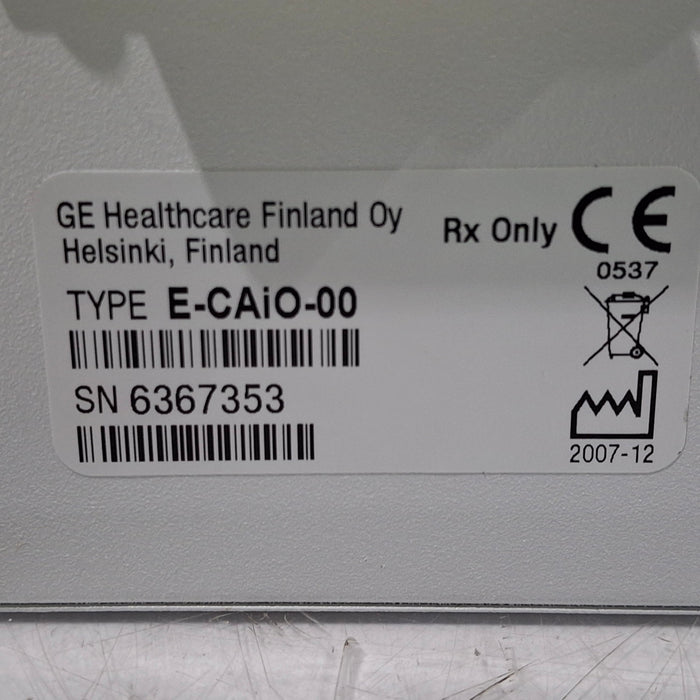 GE Healthcare Finland Oy
Helsinki, Finland
Rx Only
CE
0537
TYPE E-CAiO-00
SN 6367353
2007-12